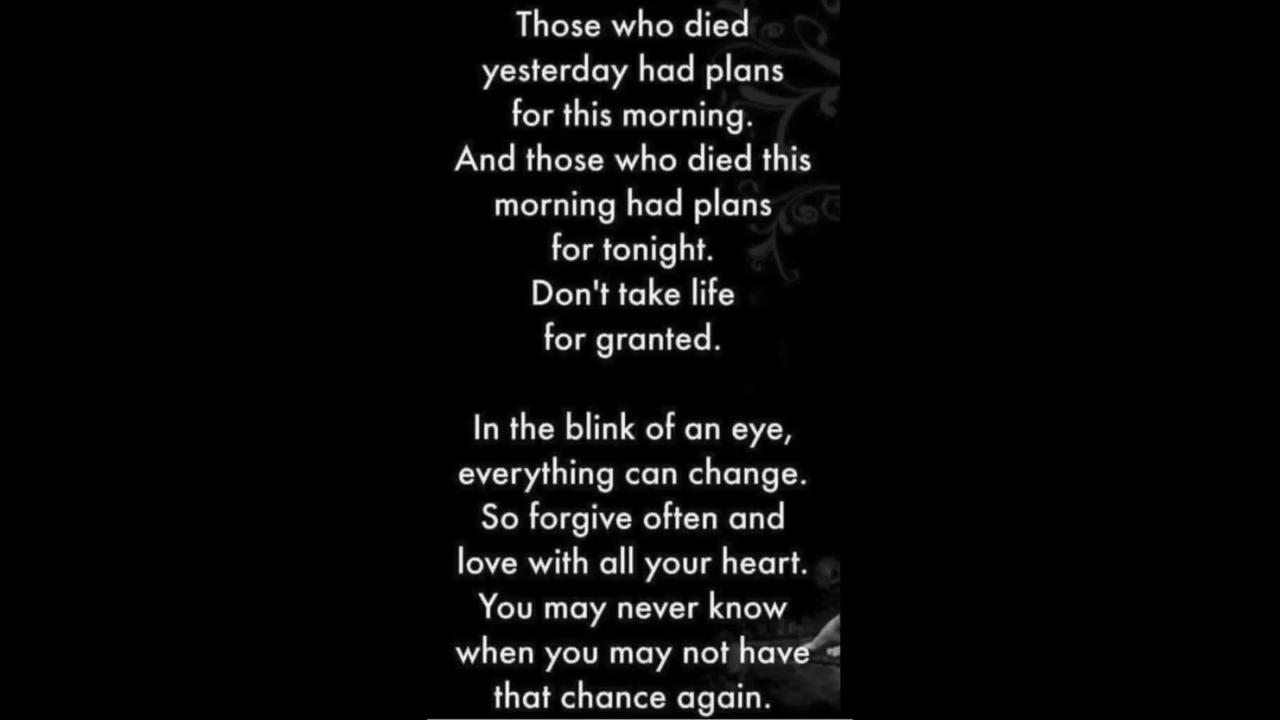 Those who died
yesterday had plans
for this morning.
And those who died this
morning had plans
for tonight.
Don't take life
for granted.
In the blink of an eye,
everything can change.
So forgive often and
love with all your heart.
You may never know
when you may not have
that chance again.